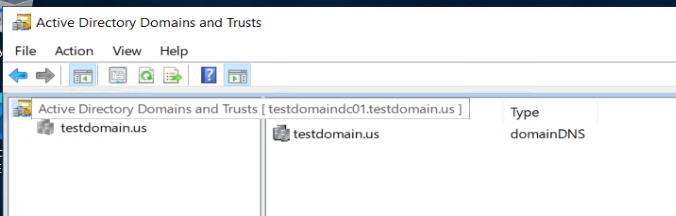 Active Directory Domains and Trusts
File Action View Help
Active Directory Domains and Trusts [ testdomaindc01.testdomain.us ]
Type
testdomain.us
testdomain.us domainDNS